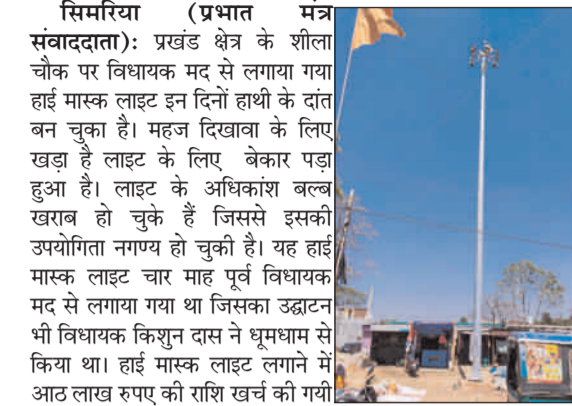 सिमरिया (प्रभात मंत्र
संवाददाता): प्रखंड क्षेत्र के शीला
चौक पर विधायक मद से लगाया गया
हाई मास्क लाइट इन दिनों हाथी के दांत
बन चुका है। महज दिखावा के लिए
खड़ा है लाइट के लिए बेकार पड़ा
हुआ है। लाइट के अधिकांश बल्ब
खराब हो चुके हैं जिससे इसकी
उपयोगिता नगण्य हो चुकी है। यह हाई
मास्क लाइट चार माह पूर्व विधायक
मद से लगाया गया था जिसका उद्घाटन
भी विधायक किशुन दास ने धूमधाम से
किया था। हाई मास्क लाइट लगाने में
आठ लाख रुपए की राशि खर्च की गयी